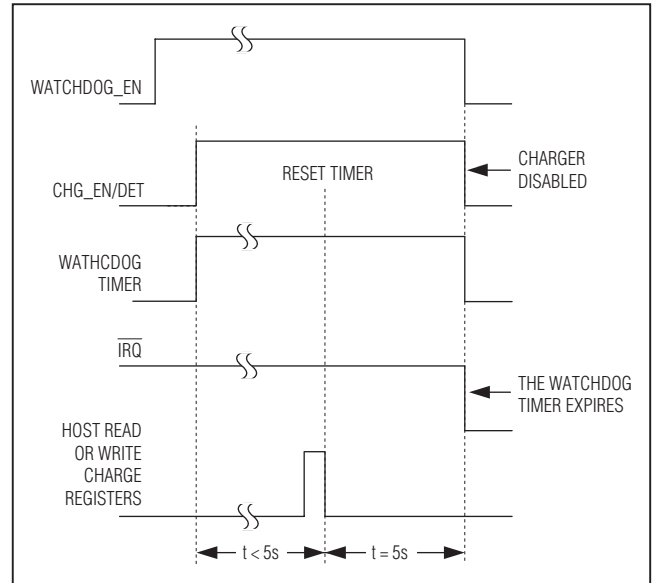 WATCHDOG_EN
CHG_EN/DET
RESET TIMER
CHARGER
DISABLED
WATHCDOG
TIMER
IRQ
THE WATCHDOG
TIMER EXPIRES
HOST READ
OR WRITE
CHARGE
REGISTERS
t < 5s
t = 5s